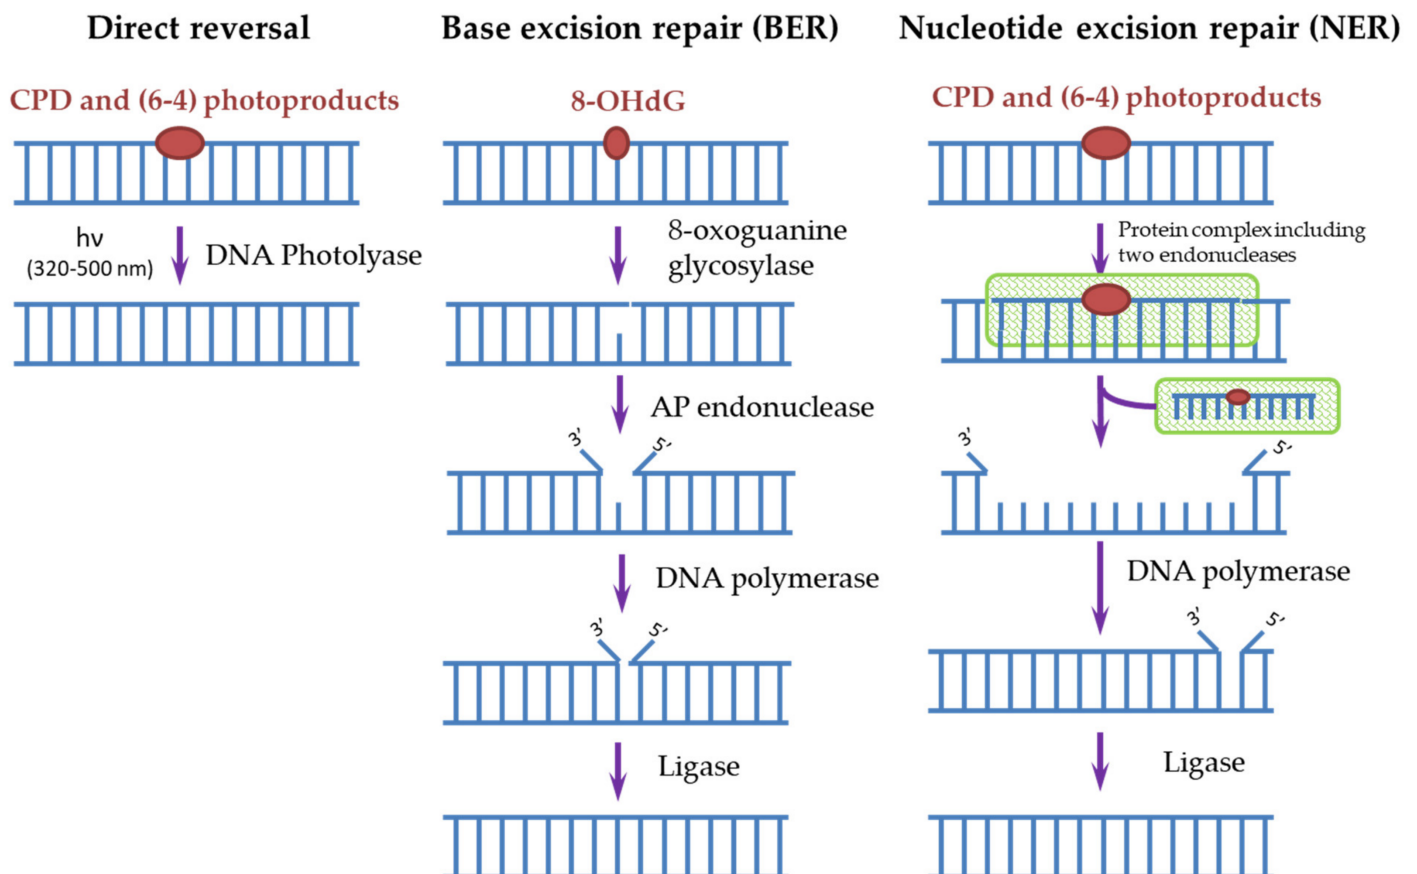 Direct reversal
CPD and (6-4) photoproducts
hν
(320-500 nm)
DNA Photolyase
Base excision repair (BER)
8-OHdG
8-oxoguanine
glycosylase
AP endonuclease
3’
5’
DNA polymerase
3’
5’
Ligase
Nucleotide excision repair (NER)
CPD and (6-4) photoproducts
Protein complex including
two endonucleases
3’
5’
DNA polymerase
3’
5’
Ligase